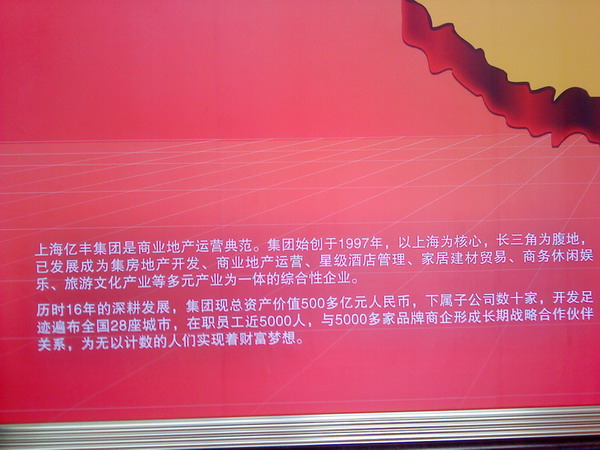 上海亿丰集团是商业地产运营典范。集团始创于1997年，以上海为核心，长三角为腹地，
已发展成为集房地产开发、商业地产运营、星级酒店管理、家居建材贸易、商务休闲娱
乐、旅游文化产业等多元产业为一体的综合性企业。
历时16年的深耕发展，集团现总资产价值500多亿元人民币，下属子公司数十家，开发足
迹遍布全国28座城市，在职员工近5000人，与5000多家品牌商企形成长期战略合作伙伴
关系，为无以计数的人们实现着财富梦想。